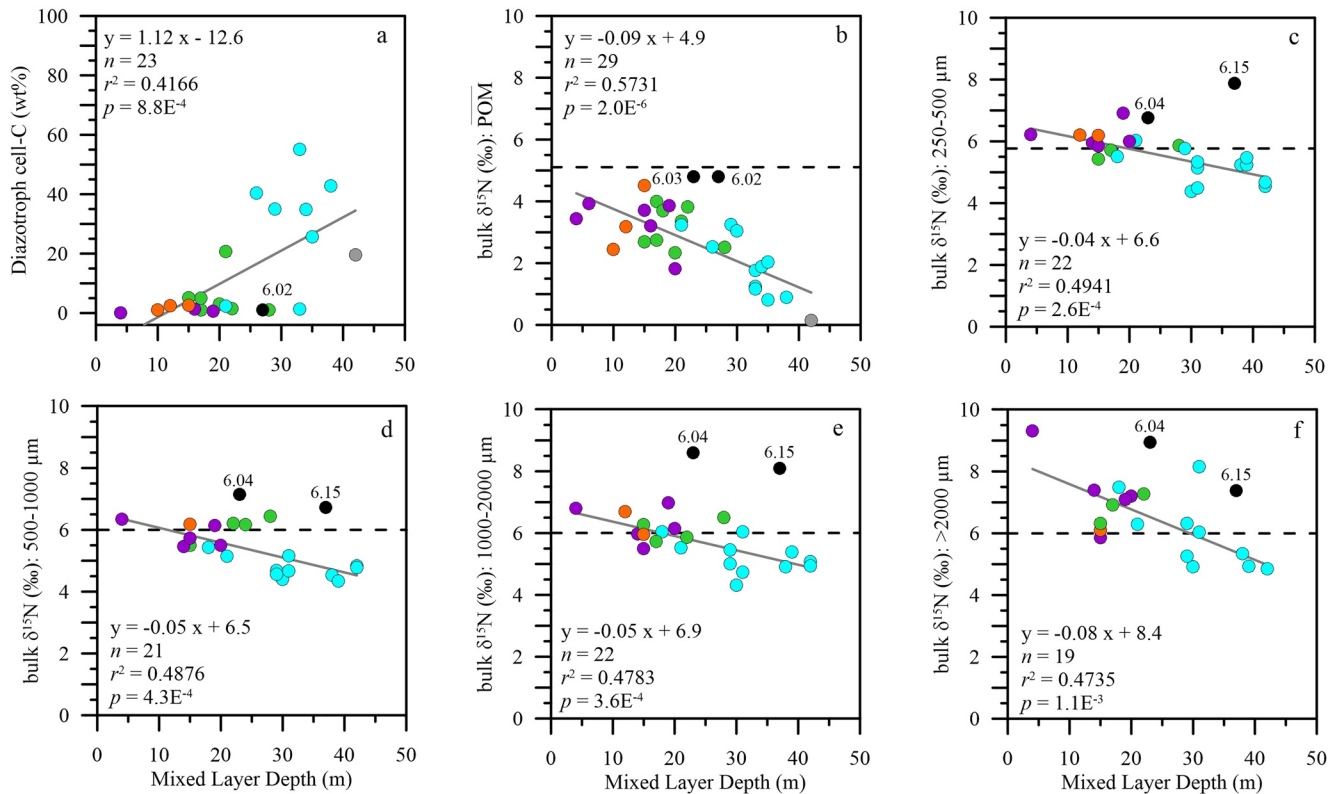 a
y = 1.12 x - 12.6
n = 23
r² = 0.4166
p = 8.8E⁻⁴
6.02
Diazotroph cell-C (wt%)
100
80
60
40
20
0
0 10 20 30 40 50
b
y = -0.09 x + 4.9
n = 29
r² = 0.5731
p = 2.0E⁻⁶
6.03 6.02
bulk δ¹⁵N (‰): POM
10
8
6
4
2
0
0 10 20 30 40 50
c
6.15
6.04
y = -0.04 x + 6.6
n = 22
r² = 0.4941
p = 2.6E⁻⁴
bulk δ¹⁵N (‰): 250-500 µm
10
8
6
4
2
0
0 10 20 30 40 50
d
6.04
6.15
y = -0.05 x + 6.5
n = 21
r² = 0.4876
p = 4.3E⁻⁴
bulk δ¹⁵N (‰): 500-1000 µm
10
8
6
4
2
0
0 10 20 30 40 50
Mixed Layer Depth (m)
e
6.04
6.15
y = -0.05 x + 6.9
n = 22
r² = 0.4783
p = 3.6E⁻⁴
bulk δ¹⁵N (‰): 1000-2000 µm
10
8
6
4
2
0
0 10 20 30 40 50
Mixed Layer Depth (m)
f
6.04
6.15
y = -0.08 x + 8.4
n = 19
r² = 0.4735
p = 1.1E⁻³
bulk δ¹⁵N (‰): >2000 µm
10
8
6
4
2
0
0 10 20 30 40 50
Mixed Layer Depth (m)